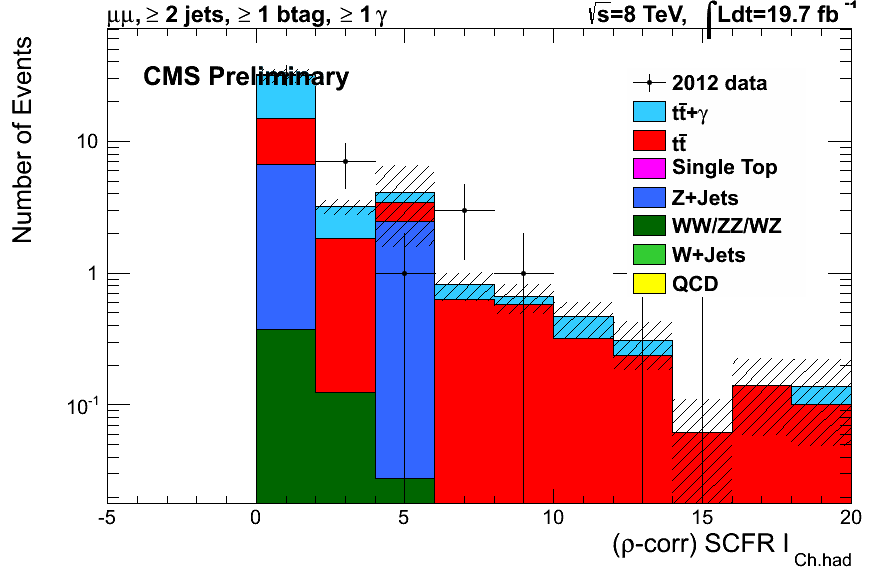 μμ, ≥ 2 jets, ≥ 1 btag, ≥ 1 γ
√s=8 TeV, ∫Ldt=19.7 fb⁻¹
CMS Preliminary
Number of Events
2012 data
tt̄+γ
tt̄
Single Top
Z+Jets
WW/ZZ/WZ
W+Jets
QCD
10
1
10⁻¹
-5 0 5 10 15 20
(ρ-corr) SCFR I Ch.had